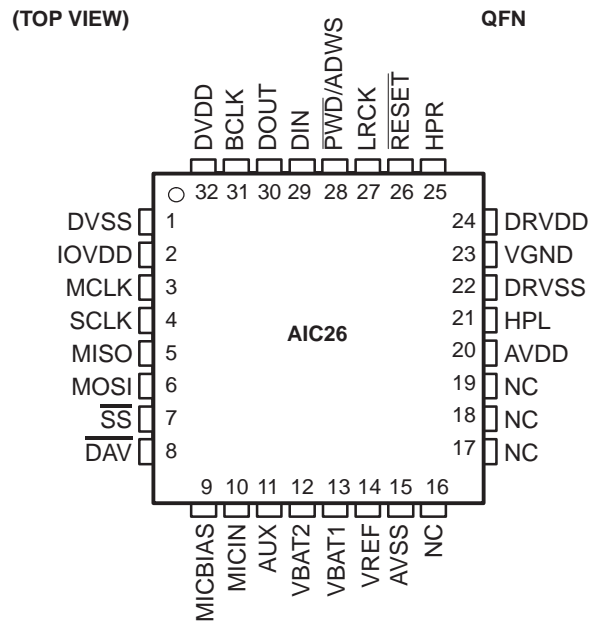 (TOP VIEW)
QFN
DVDD
BCLK
DOUT
DIN
PWD/ADWS
LRCK
RESET
HPR
32 31 30 29 28 27 26 25
DVSS 1
IOVDD 2
MCLK 3
SCLK 4
MISO 5
MOSI 6
SS 7
DAV 8
AIC26
24 DRVDD
23 VGND
22 DRVSS
21 HPL
20 AVDD
19 NC
18 NC
17 NC
9 10 11 12 13 14 15 16
MICBIAS
MICIN
AUX
VBAT2
VBAT1
VREF
AVSS
NC